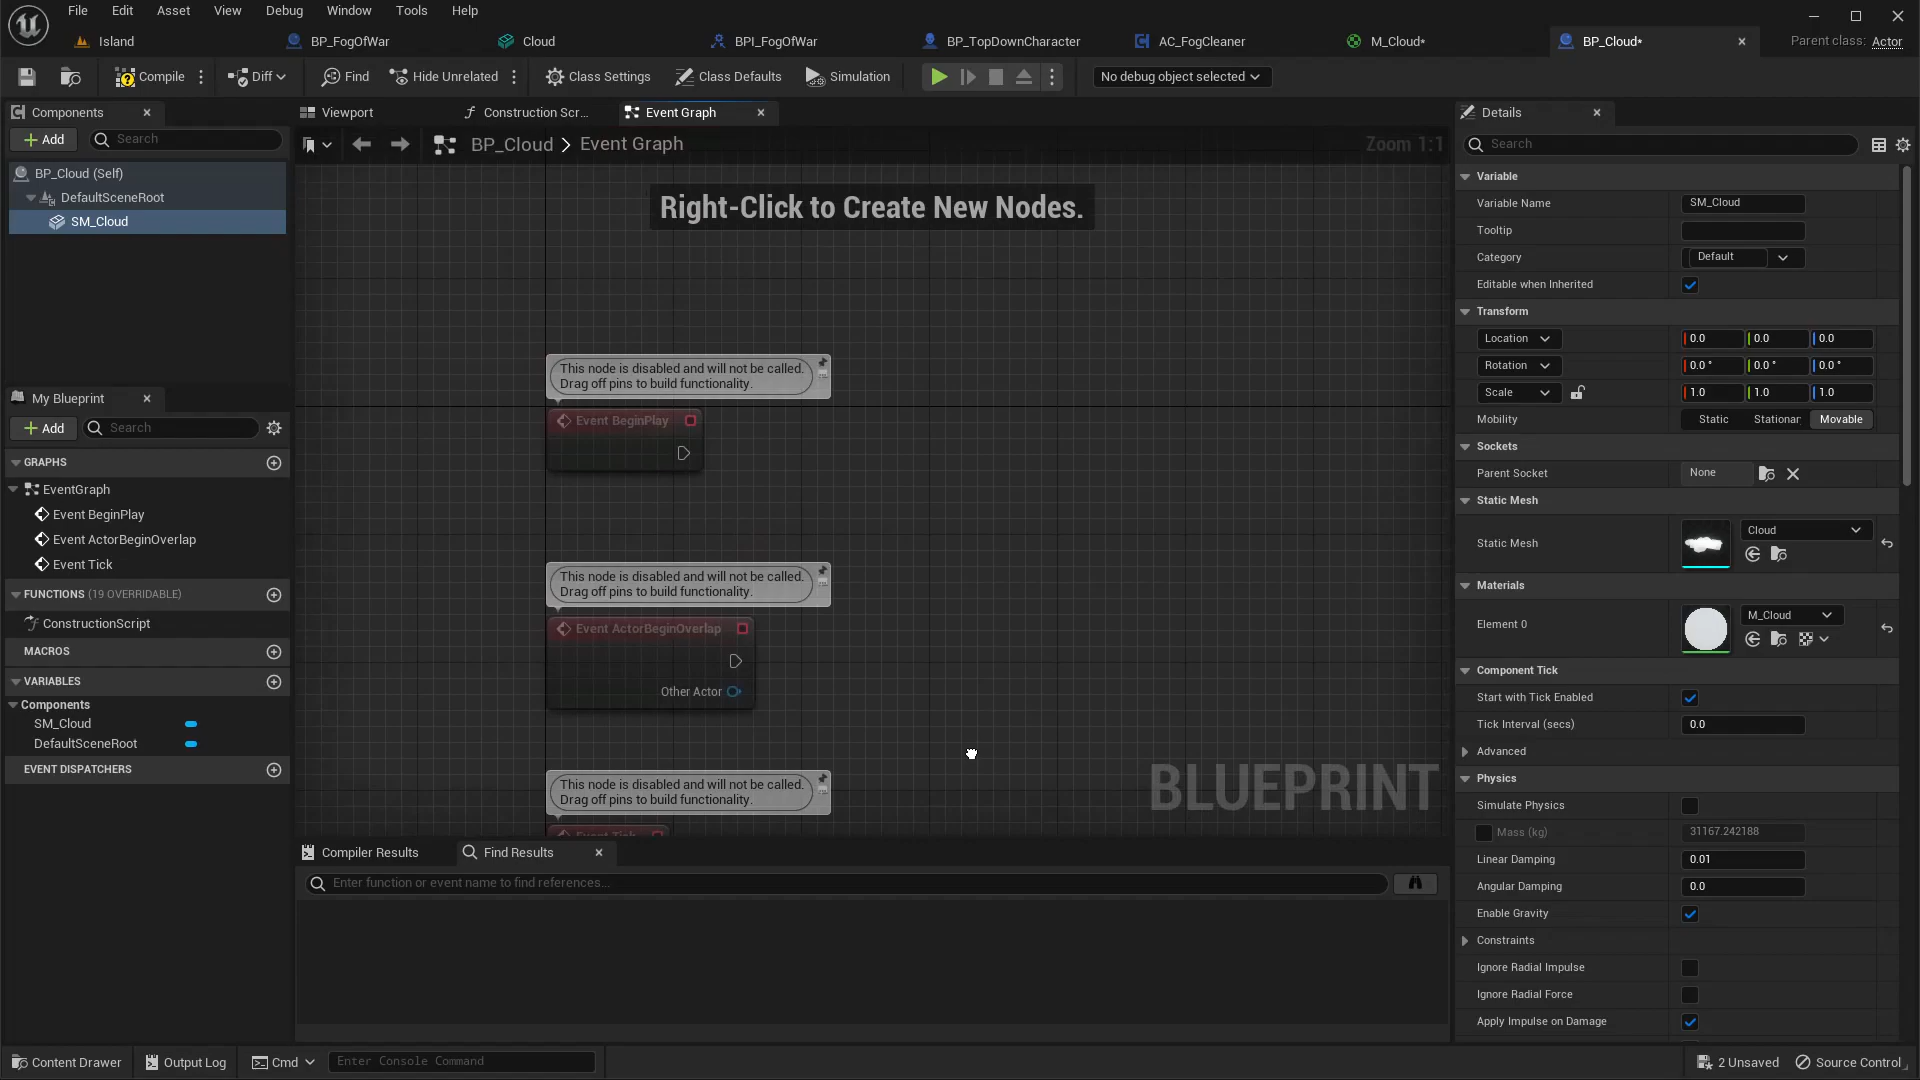 File Edit Asset View Debug Window Tools Help
Island BP_FogOfWar Cloud BPI_FogOfWar BP_TopDownCharacter AC_FogCleaner M_Cloud* BP_Cloud* Parent class: Actor
Compile Diff Find Hide Unrelated Class Settings Class Defaults Simulation No debug object selected
Components
Add Search
BP_Cloud (Self)
DefaultSceneRoot
SM_Cloud
My Blueprint
Add Search
GRAPHS
EventGraph
Event BeginPlay
Event ActorBeginOverlap
Event Tick
FUNCTIONS (19 OVERRIDABLE)
ConstructionScript
MACROS
VARIABLES
Components
SM_Cloud
DefaultSceneRoot
EVENT DISPATCHERS
Viewport Construction Scr... Event Graph
BP_Cloud > Event Graph Zoom 1:1
Right-Click to Create New Nodes.
This node is disabled and will not be called.
Drag off pins to build functionality.
Event BeginPlay
This node is disabled and will not be called.
Drag off pins to build functionality.
Event ActorBeginOverlap
Other Actor
This node is disabled and will not be called.
Drag off pins to build functionality.
Event Tick
BLUEPRINT
Compiler Results Find Results
Enter function or event name to find references...
Details
Search
Variable
Variable Name SM_Cloud
Tooltip
Category Default
Editable when Inherited
Transform
Location 0.0 0.0 0.0
Rotation 0.0 ° 0.0 ° 0.0 °
Scale 1.0 1.0 1.0
Mobility Static Stationar Movable
Sockets
Parent Socket None
Static Mesh
Static Mesh Cloud
Materials
Element 0 M_Cloud
Component Tick
Start with Tick Enabled
Tick Interval (secs) 0.0
Advanced
Physics
Simulate Physics
Mass (kg) 31167.242188
Linear Damping 0.01
Angular Damping 0.0
Enable Gravity
Constraints
Ignore Radial Impulse
Ignore Radial Force
Apply Impulse on Damage
Content Drawer Output Log Cmd Enter Console Command 2 Unsaved Source Control